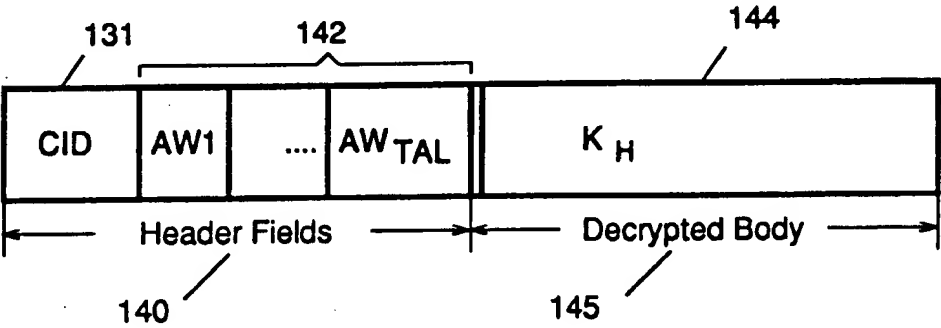 131 142 144
CID AW1 .... AW TAL K H
Header Fields Decrypted Body
140 145